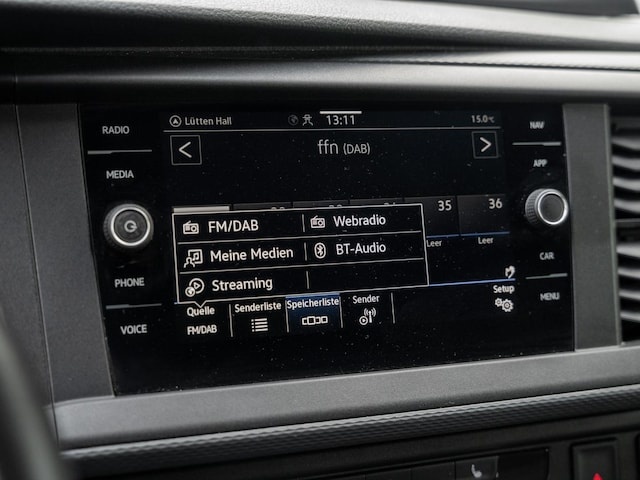 RADIO
MEDIA
PHONE
VOICE
Lütten Hall 13:11 15.0°C
ffn (DAB)
35 36
Leer Leer
FM/DAB Webradio
Meine Medien BT-Audio
Streaming
Quelle Senderliste Speicherliste Sender Setup
FM/DAB
NAV
APP
CAR
MENU